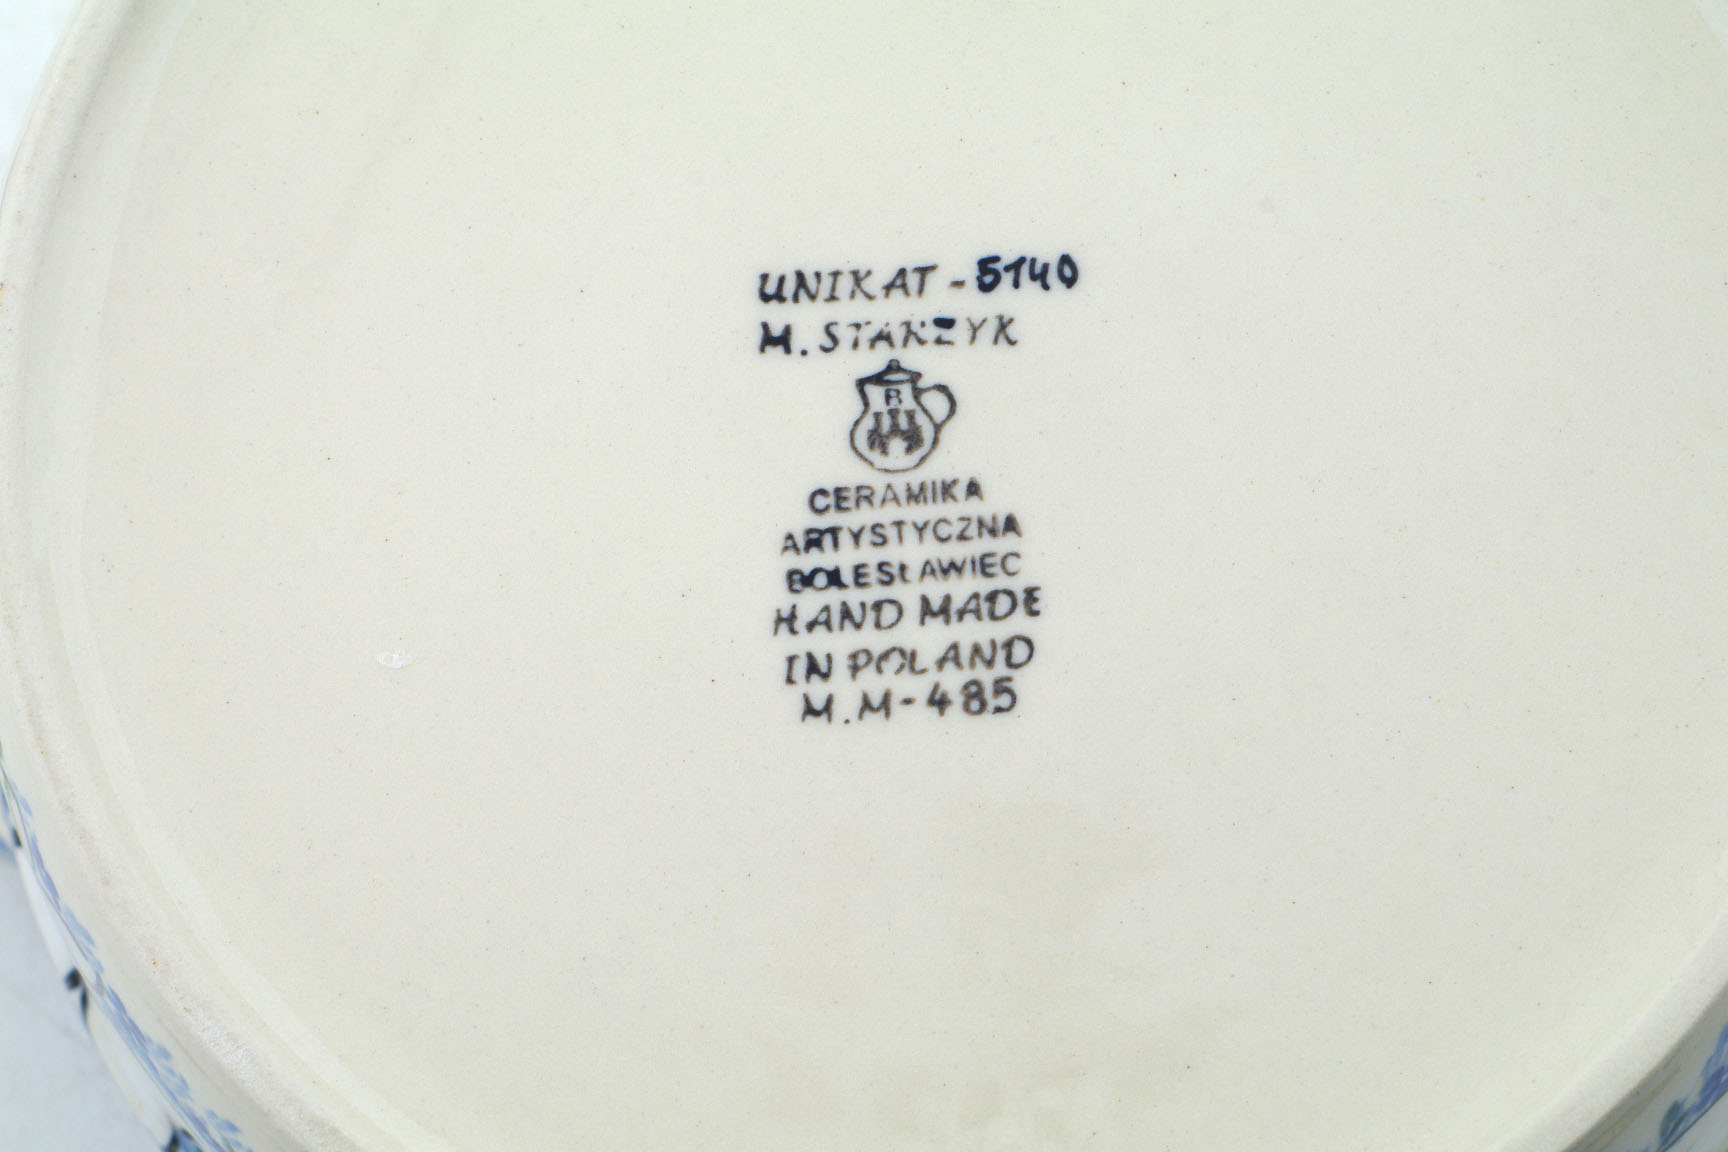 UNIKAT - 5140
M. STARZYK
B
CERAMIKA
ARTYSTYCZNA
BOLESŁAWIEC
HAND MADE
IN POLAND
M.M-485